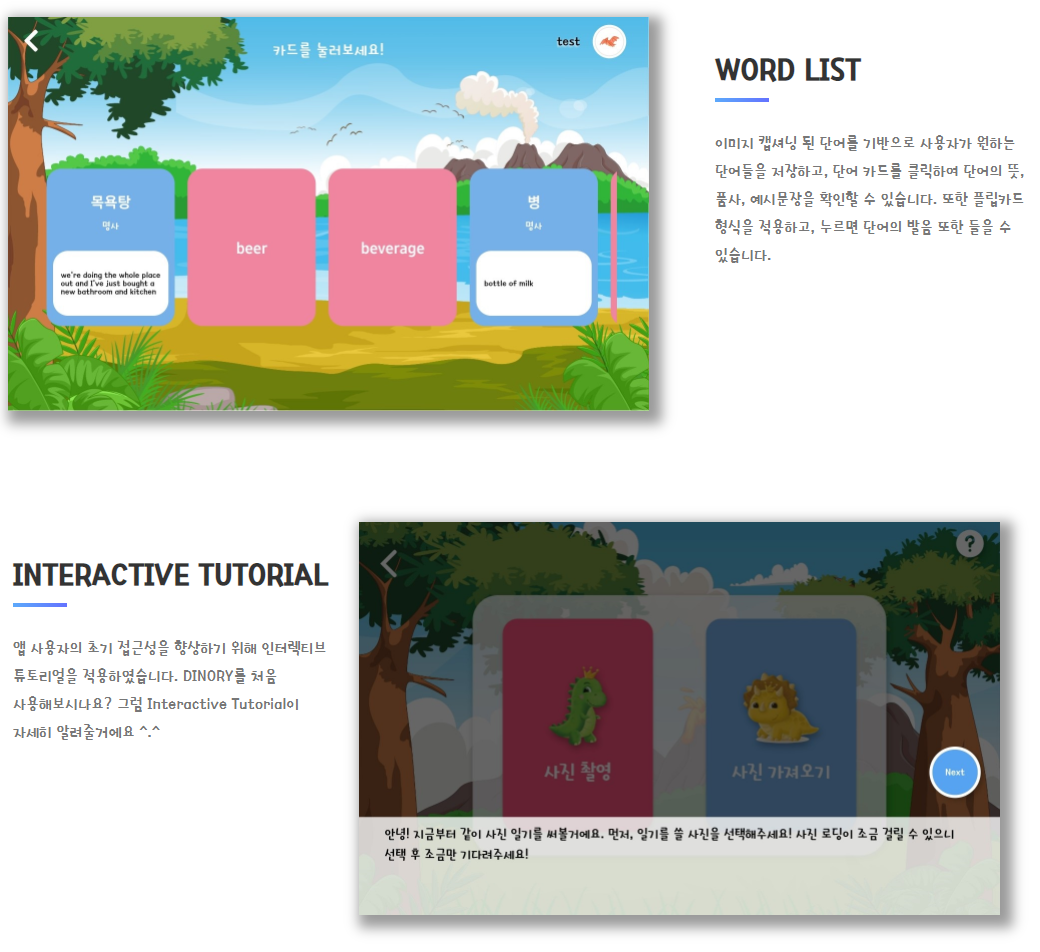 카드를 눌러보세요!
test
목욕탕
명사
we're doing the whole place
out and I've just bought a
new bathroom and kitchen
beer
beverage
병
명사
bottle of milk
WORD LIST
이미지 캡셔닝 된 단어를 기반으로 사용자가 원하는
단어들을 저장하고, 단어 카드를 클릭하여 단어의 뜻,
품사, 예시문장을 확인할 수 있습니다. 또한 플립카드
형식을 적용하고, 누르면 단어의 발음 또한 들을 수
있습니다.
INTERACTIVE TUTORIAL
앱 사용자의 초기 접근성을 향상하기 위해 인터렉티브
튜토리얼을 적용하였습니다. DINORY를 처음
사용해보시나요? 그럼 Interactive Tutorial이
자세히 알려줄거에요 ^.^
?
사진 촬영
사진 가져오기
Next
안녕! 지금부터 같이 사진 일기를 써볼거에요. 먼저, 일기를 쓸 사진을 선택해주세요! 사진 로딩이 조금 걸릴 수 있으니
선택 후 조금만 기다려주세요!